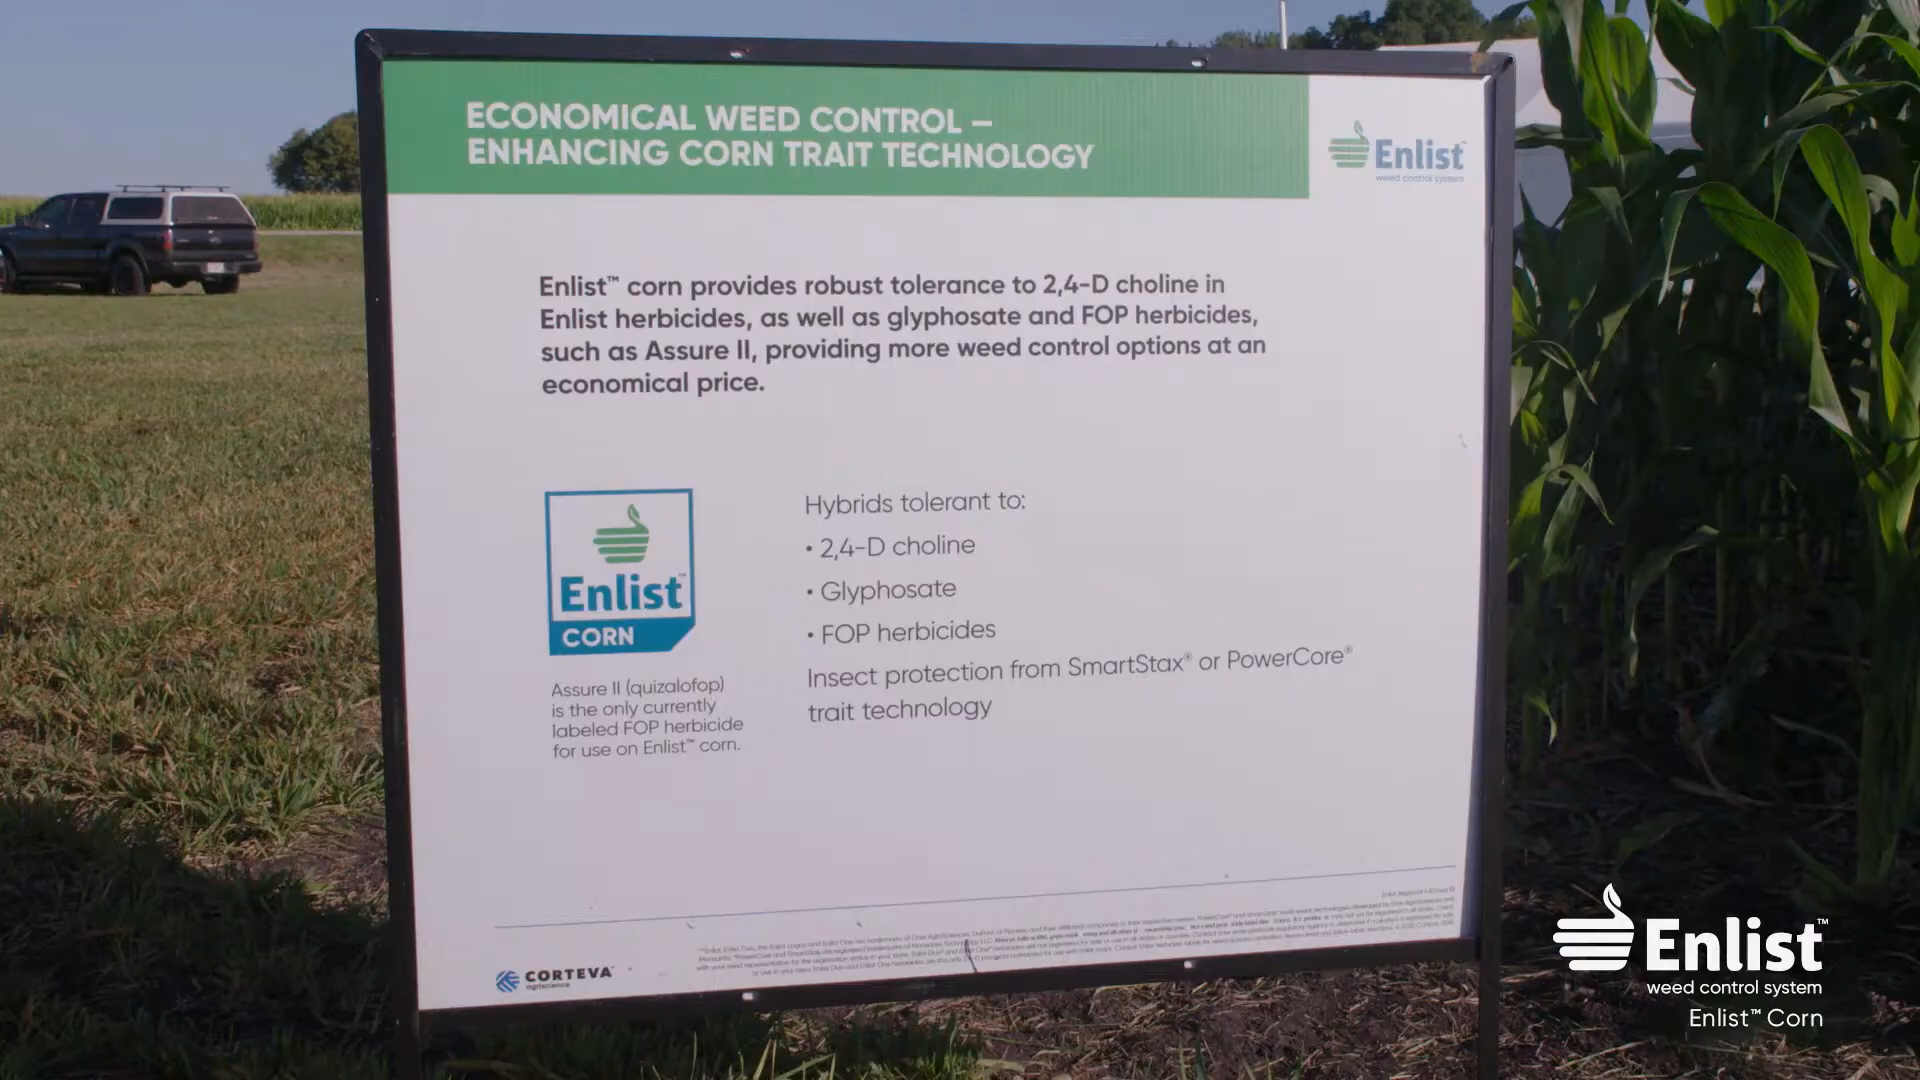 ECONOMICAL WEED CONTROL –
ENHANCING CORN TRAIT TECHNOLOGY
Enlist™
weed control system
Enlist™ corn provides robust tolerance to 2,4-D choline in
Enlist herbicides, as well as glyphosate and FOP herbicides,
such as Assure II, providing more weed control options at an
economical price.
Enlist™
CORN
Assure II (quizalofop)
is the only currently
labeled FOP herbicide
for use on Enlist™ corn.
Hybrids tolerant to:
• 2,4-D choline
• Glyphosate
• FOP herbicides
Insect protection from SmartStax® or PowerCore®
trait technology
CORTEVA™
agriscience
Enlist™
weed control system
Enlist™ Corn